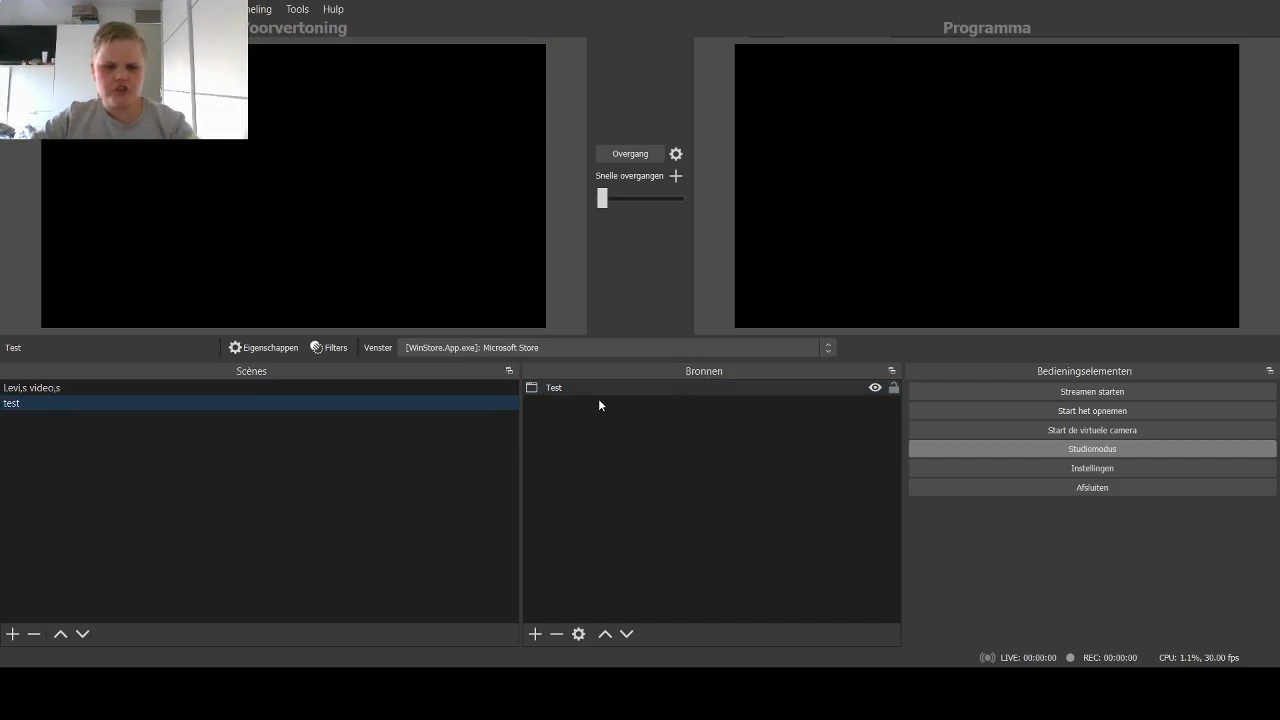 Tools Help
oorvertoning
Programma
Overgang
Snelle overgangen
Test
Eigenschappen
Filters
Venster
[WinStore.App.exe]: Microsoft Store
Scènes
Bronnen
Bedieningselementen
Levi,s video,s
test
Test
Streamen starten
Start het opnemen
Start de virtuele camera
Studiomodus
Instellingen
Afsluiten
LIVE: 00:00:00
REC: 00:00:00
CPU: 1.1%, 30.00 fps